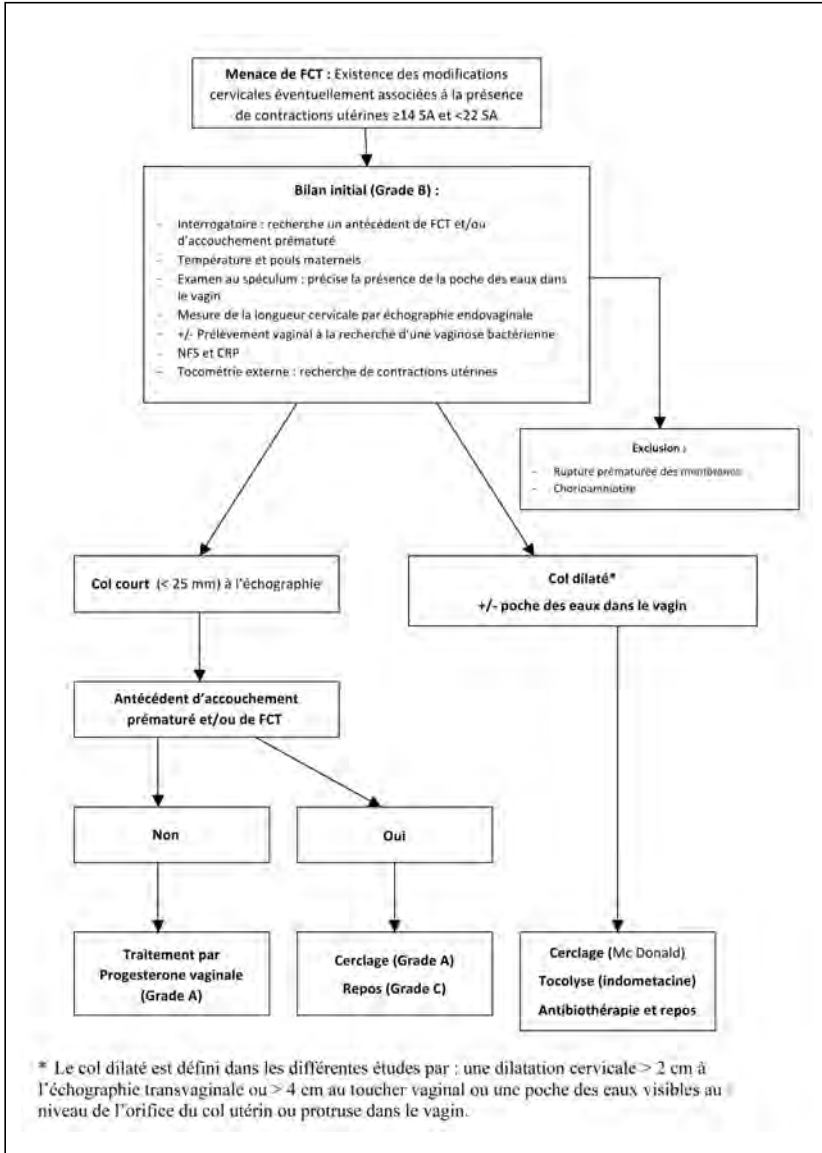 Menace de FCT : Existence des modifications
cervicales éventuellement associées à la présence
de contractions utérines ≥14 SA et <22 SA
Bilan initial (Grade B) :
- Interrogatoire : recherche un antécédent de FCT et/ou
d'accouchement prématuré
- Température et pouls maternels
- Examen au spéculum : précise la présence de la poche des eaux dans
le vagin
- Mesure de la longueur cervicale par échographie endovaginale
- +/- Prélèvement vaginal à la recherche d'une vaginose bactérienne
- NFS et CRP
- Tocométrie externe : recherche de contractions utérines
Exclusion :
- Rupture prématurée des membranes
- Chorioamniotite
Col court (< 25 mm) à l'échographie
Col dilaté*
+/- poche des eaux dans le vagin
Antécédent d'accouchement
prématuré et/ou de FCT
Non
Oui
Traitement par
Progesterone vaginale
(Grade A)
Cerclage (Grade A)
Repos (Grade C)
Cerclage (Mc Donald)
Tocolyse (indometacine)
Antibiothérapie et repos
* Le col dilaté est défini dans les différentes études par : une dilatation cervicale > 2 cm à
l'échographie transvaginale ou > 4 cm au toucher vaginal ou une poche des eaux visibles au
niveau de l'orifice du col utérin ou protruse dans le vagin.